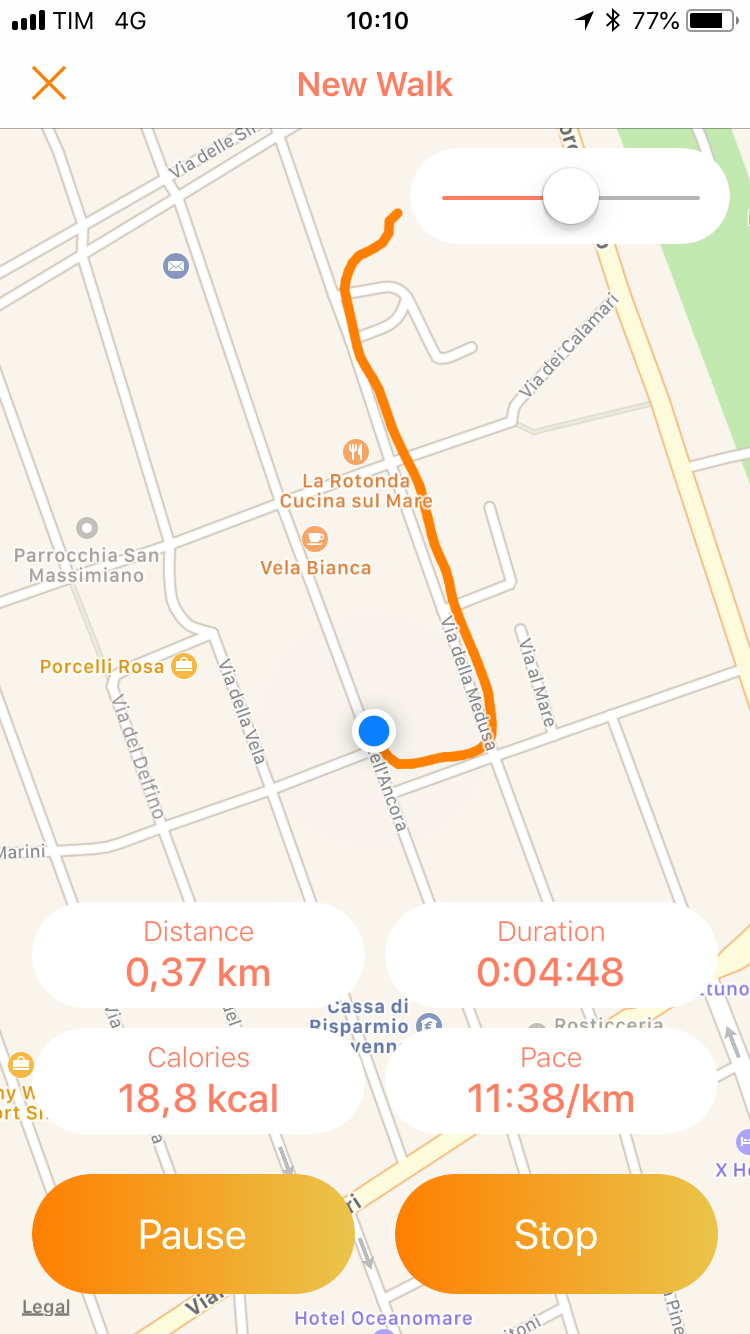 TIM 4G 10:10 77%
New Walk
Via delle
Via dei Calamari
La Rotonda
Cucina sul Mare
Parrocchia San
Massimiano
Vela Bianca
Porcelli Rosa
Via della Medusa
Via al Mare
Via della Vela
Via del Delfino
ell'Ancora
Marini
Distance
0,37 km
Duration
0:04:48
Cassa di
Risparmio
Rosticceria
Calories
18,8 kcal
Pace
11:38/km
X
Pause
Stop
Legal
Hotel Oceanomare